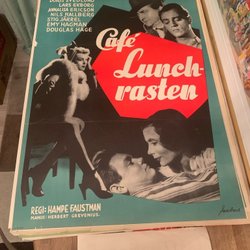 LARS EKBORG
ANNALISA ERICSON
NILS HALLBERG
STIG JÄRREL
EMY HAGMAN
DOUGLAS HÅGE
Café
Lunch-
rasten
REGI: HAMPE FAUSTMAN
MANUS: HERBERT GREVENIUS.